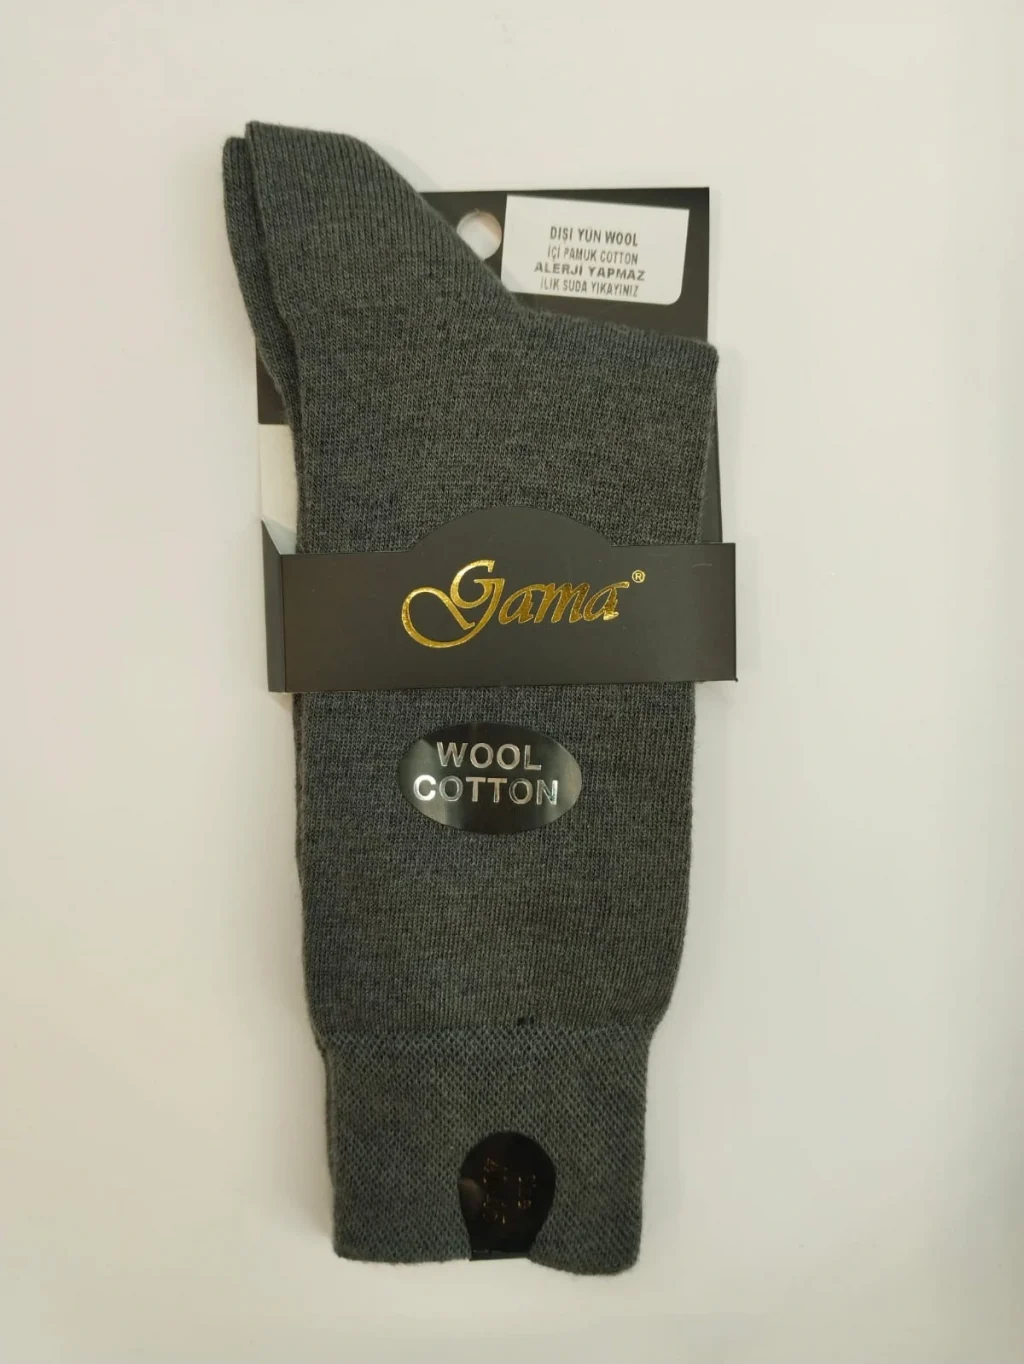 DIŞI YÜN WOOL
İÇİ PAMUK COTTON
ALERJİ YAPMAZ
ILIK SUDA YIKAYINIZ
Gama®
WOOL
COTTON